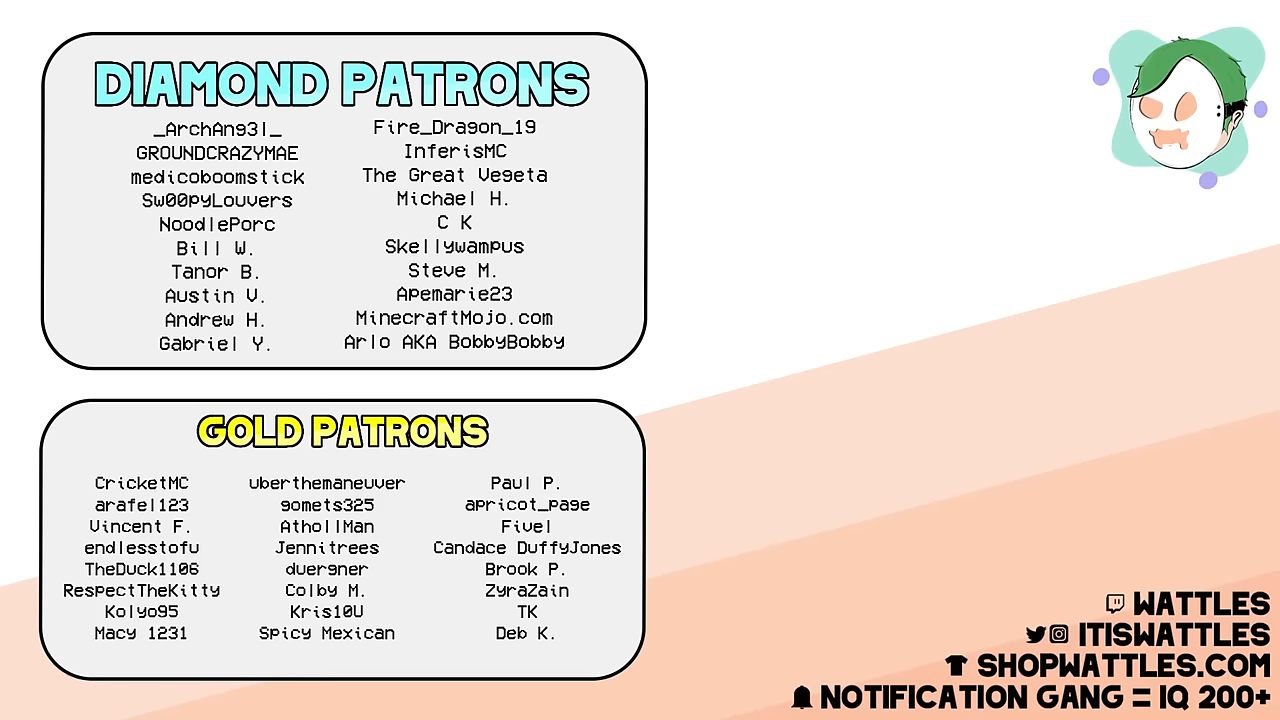 DIAMOND PATRONS
_ArchAng3l_
GROUNDCRAZYMAE
medicoboomstick
Sw00pyLouvers
NoodlePorc
Bill W.
Tanor B.
Austin V.
Andrew H.
Gabriel Y.
Fire_Dragon_19
InferisMC
The Great Vegeta
Michael H.
C K
Skellywampus
Steve M.
Apemarie23
MinecraftMojo.com
Arlo AKA BobbyBobby
GOLD PATRONS
CricketMC
arafel123
Vincent F.
endlesstofu
TheDuck1106
RespectTheKitty
Kolyo95
Macy 1231
uberthemaneuver
gomets325
AthollMan
Jennitrees
duergner
Colby M.
Kris10U
Spicy Mexican
Paul P.
apricot_page
Fivel
Candace DuffyJones
Brook P.
ZyraZain
TK
Deb K.
WATTLES
ITISWATTLES
SHOPWATTLES.COM
NOTIFICATION GANG = IQ 200+